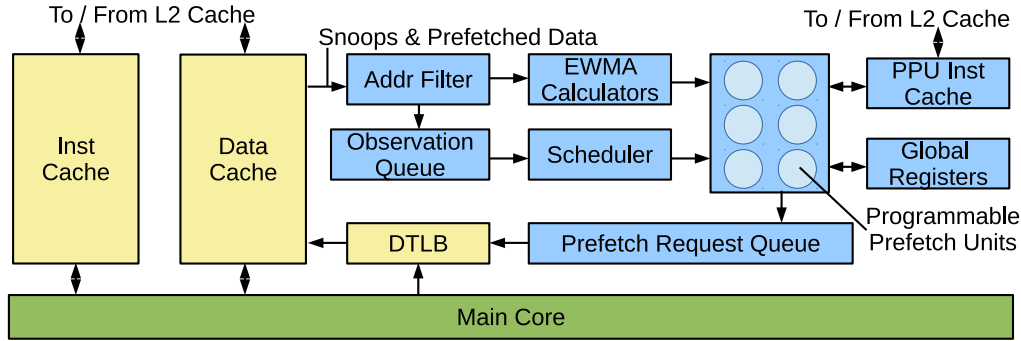 To / From L2 Cache
To / From L2 Cache
Snoops & Prefetched Data
Inst
Cache
Data
Cache
Addr Filter
EWMA
Calculators
PPU Inst
Cache
Observation
Queue
Scheduler
Global
Registers
Programmable
Prefetch Units
DTLB
Prefetch Request Queue
Main Core